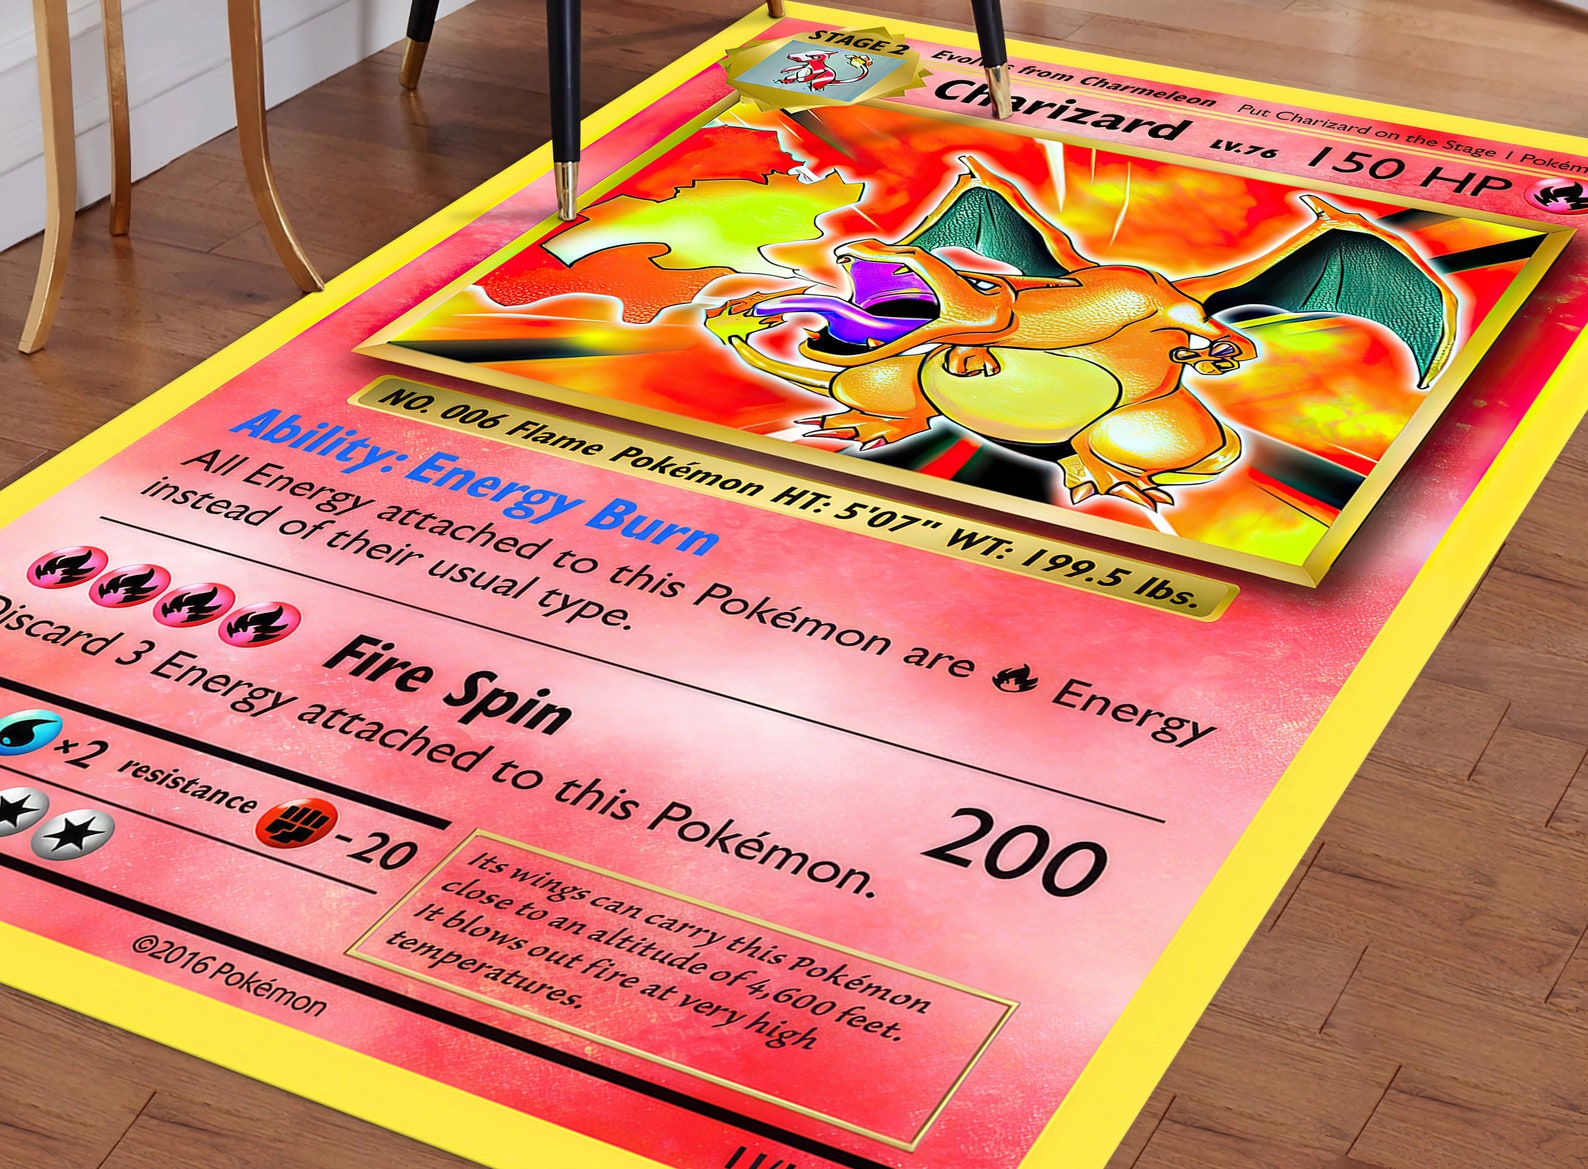 STAGE 2
Evolves from Charmeleon Put Charizard on the Stage 1
Charizard LV.76 150 HP
NO. 006 Flame Pokémon HT: 5'07" WT: 199.5 lbs.
Ability: Energy Burn
All Energy attached to this Pokémon are Energy
instead of their usual type.
Fire Spin 200
Discard 3 Energy attached to this Pokémon.
×2 resistance -20
Its wings can carry this Pokémon
close to an altitude of 4,600 feet.
It blows out fire at very high
temperatures.
©2016 Pokémon